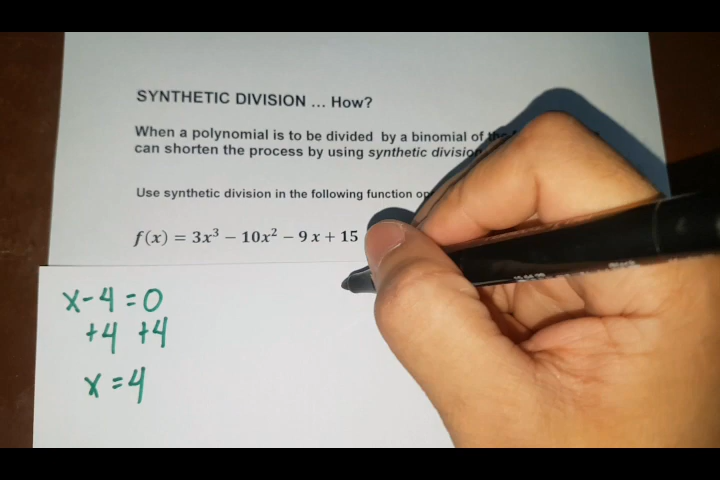 SYNTHETIC DIVISION ... How?
When a polynomial is to be divided by a binomial of the
can shorten the process by using synthetic division
Use synthetic division in the following function
f(x) = 3x³ – 10x² – 9x + 15
x-4=0
+4 +4
x=4